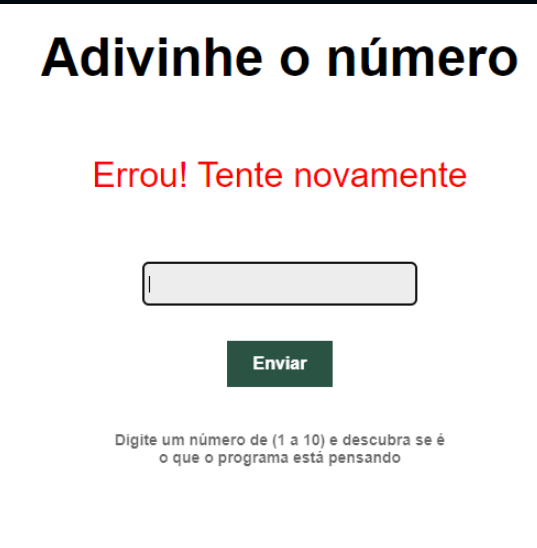 Adivinhe o número
Errou! Tente novamente
Enviar
Digite um número de (1 a 10) e descubra se é
o que o programa está pensando